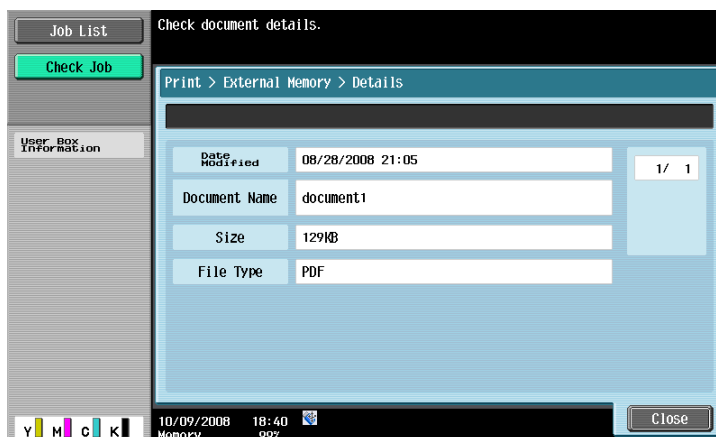 Job List
Check document details.
Check Job
Print > External Memory > Details
User Box
Information
Date
Modified
08/28/2008 21:05
1/ 1
Document Name
document1
Size
129KB
File Type
PDF
Close
Y M C K
10/09/2008 18:40
Memory 99%